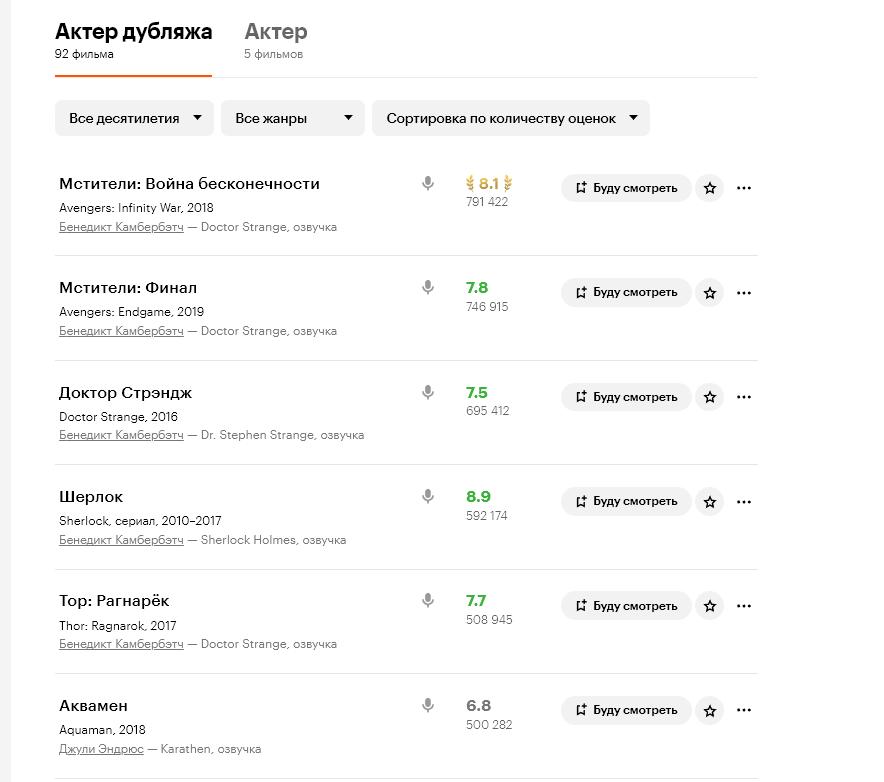 Актер дубляжа Актер
92 фильма 5 фильмов
Все десятилетия Все жанры Сортировка по количеству оценок
Мстители: Война бесконечности 8.1 Буду смотреть
Avengers: Infinity War, 2018 791 422
Бенедикт Камбербэтч — Doctor Strange, озвучка
Мстители: Финал 7.8 Буду смотреть
Avengers: Endgame, 2019 746 915
Бенедикт Камбербэтч — Doctor Strange, озвучка
Доктор Стрэндж 7.5 Буду смотреть
Doctor Strange, 2016 695 412
Бенедикт Камбербэтч — Dr. Stephen Strange, озвучка
Шерлок 8.9 Буду смотреть
Sherlock, сериал, 2010–2017 592 174
Бенедикт Камбербэтч — Sherlock Holmes, озвучка
Тор: Рагнарёк 7.7 Буду смотреть
Thor: Ragnarok, 2017 508 945
Бенедикт Камбербэтч — Doctor Strange, озвучка
Аквамен 6.8 Буду смотреть
Aquaman, 2018 500 282
Джули Эндрюс — Karathen, озвучка